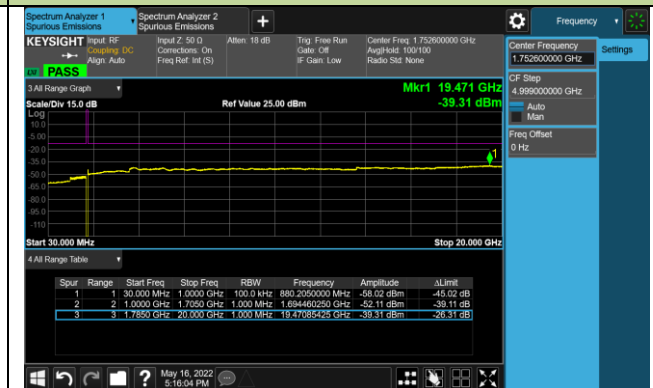 Spectrum Analyzer 1
Spurious Emissions
Spectrum Analyzer 2
Spurious Emissions
+
Frequency
KEYSIGHT
Input: RF
Coupling: DC
Align: Auto
Input Z: 50 Ω
Corrections: On
Freq Ref: Int (S)
Atten: 18 dB
Trig: Free Run
Gate: Off
IF Gain: Low
Center Freq: 1.752600000 GHz
Avg|Hold: 100/100
Radio Std: None
PASS
Center Frequency
1.752600000 GHz
Settings
CF Step
4.999000000 GHz
Auto
Man
Freq Offset
0 Hz
3 All Range Graph
Mkr1 19.471 GHz
Scale/Div 15.0 dB
Ref Value 25.00 dBm
-39.31 dBm
Log
10.0
-5.00
-20.0
-35.0
-50.0
-65.0
-80.0
-95.0
-110
1
Start 30.000 MHz
Stop 20.000 GHz
4 All Range Table
Spur Range Start Freq Stop Freq RBW Frequency Amplitude ΔLimit
1 1 30.000 MHz 1.0000 GHz 100.0 kHz 880.2050000 MHz -58.02 dBm -45.02 dB
2 2 1.0000 GHz 1.7050 GHz 1.000 MHz 1.694460250 GHz -52.11 dBm -39.11 dB
3 3 1.7850 GHz 20.000 GHz 1.000 MHz 19.47085425 GHz -39.31 dBm -26.31 dB
?
May 16, 2022
5:16:04 PM